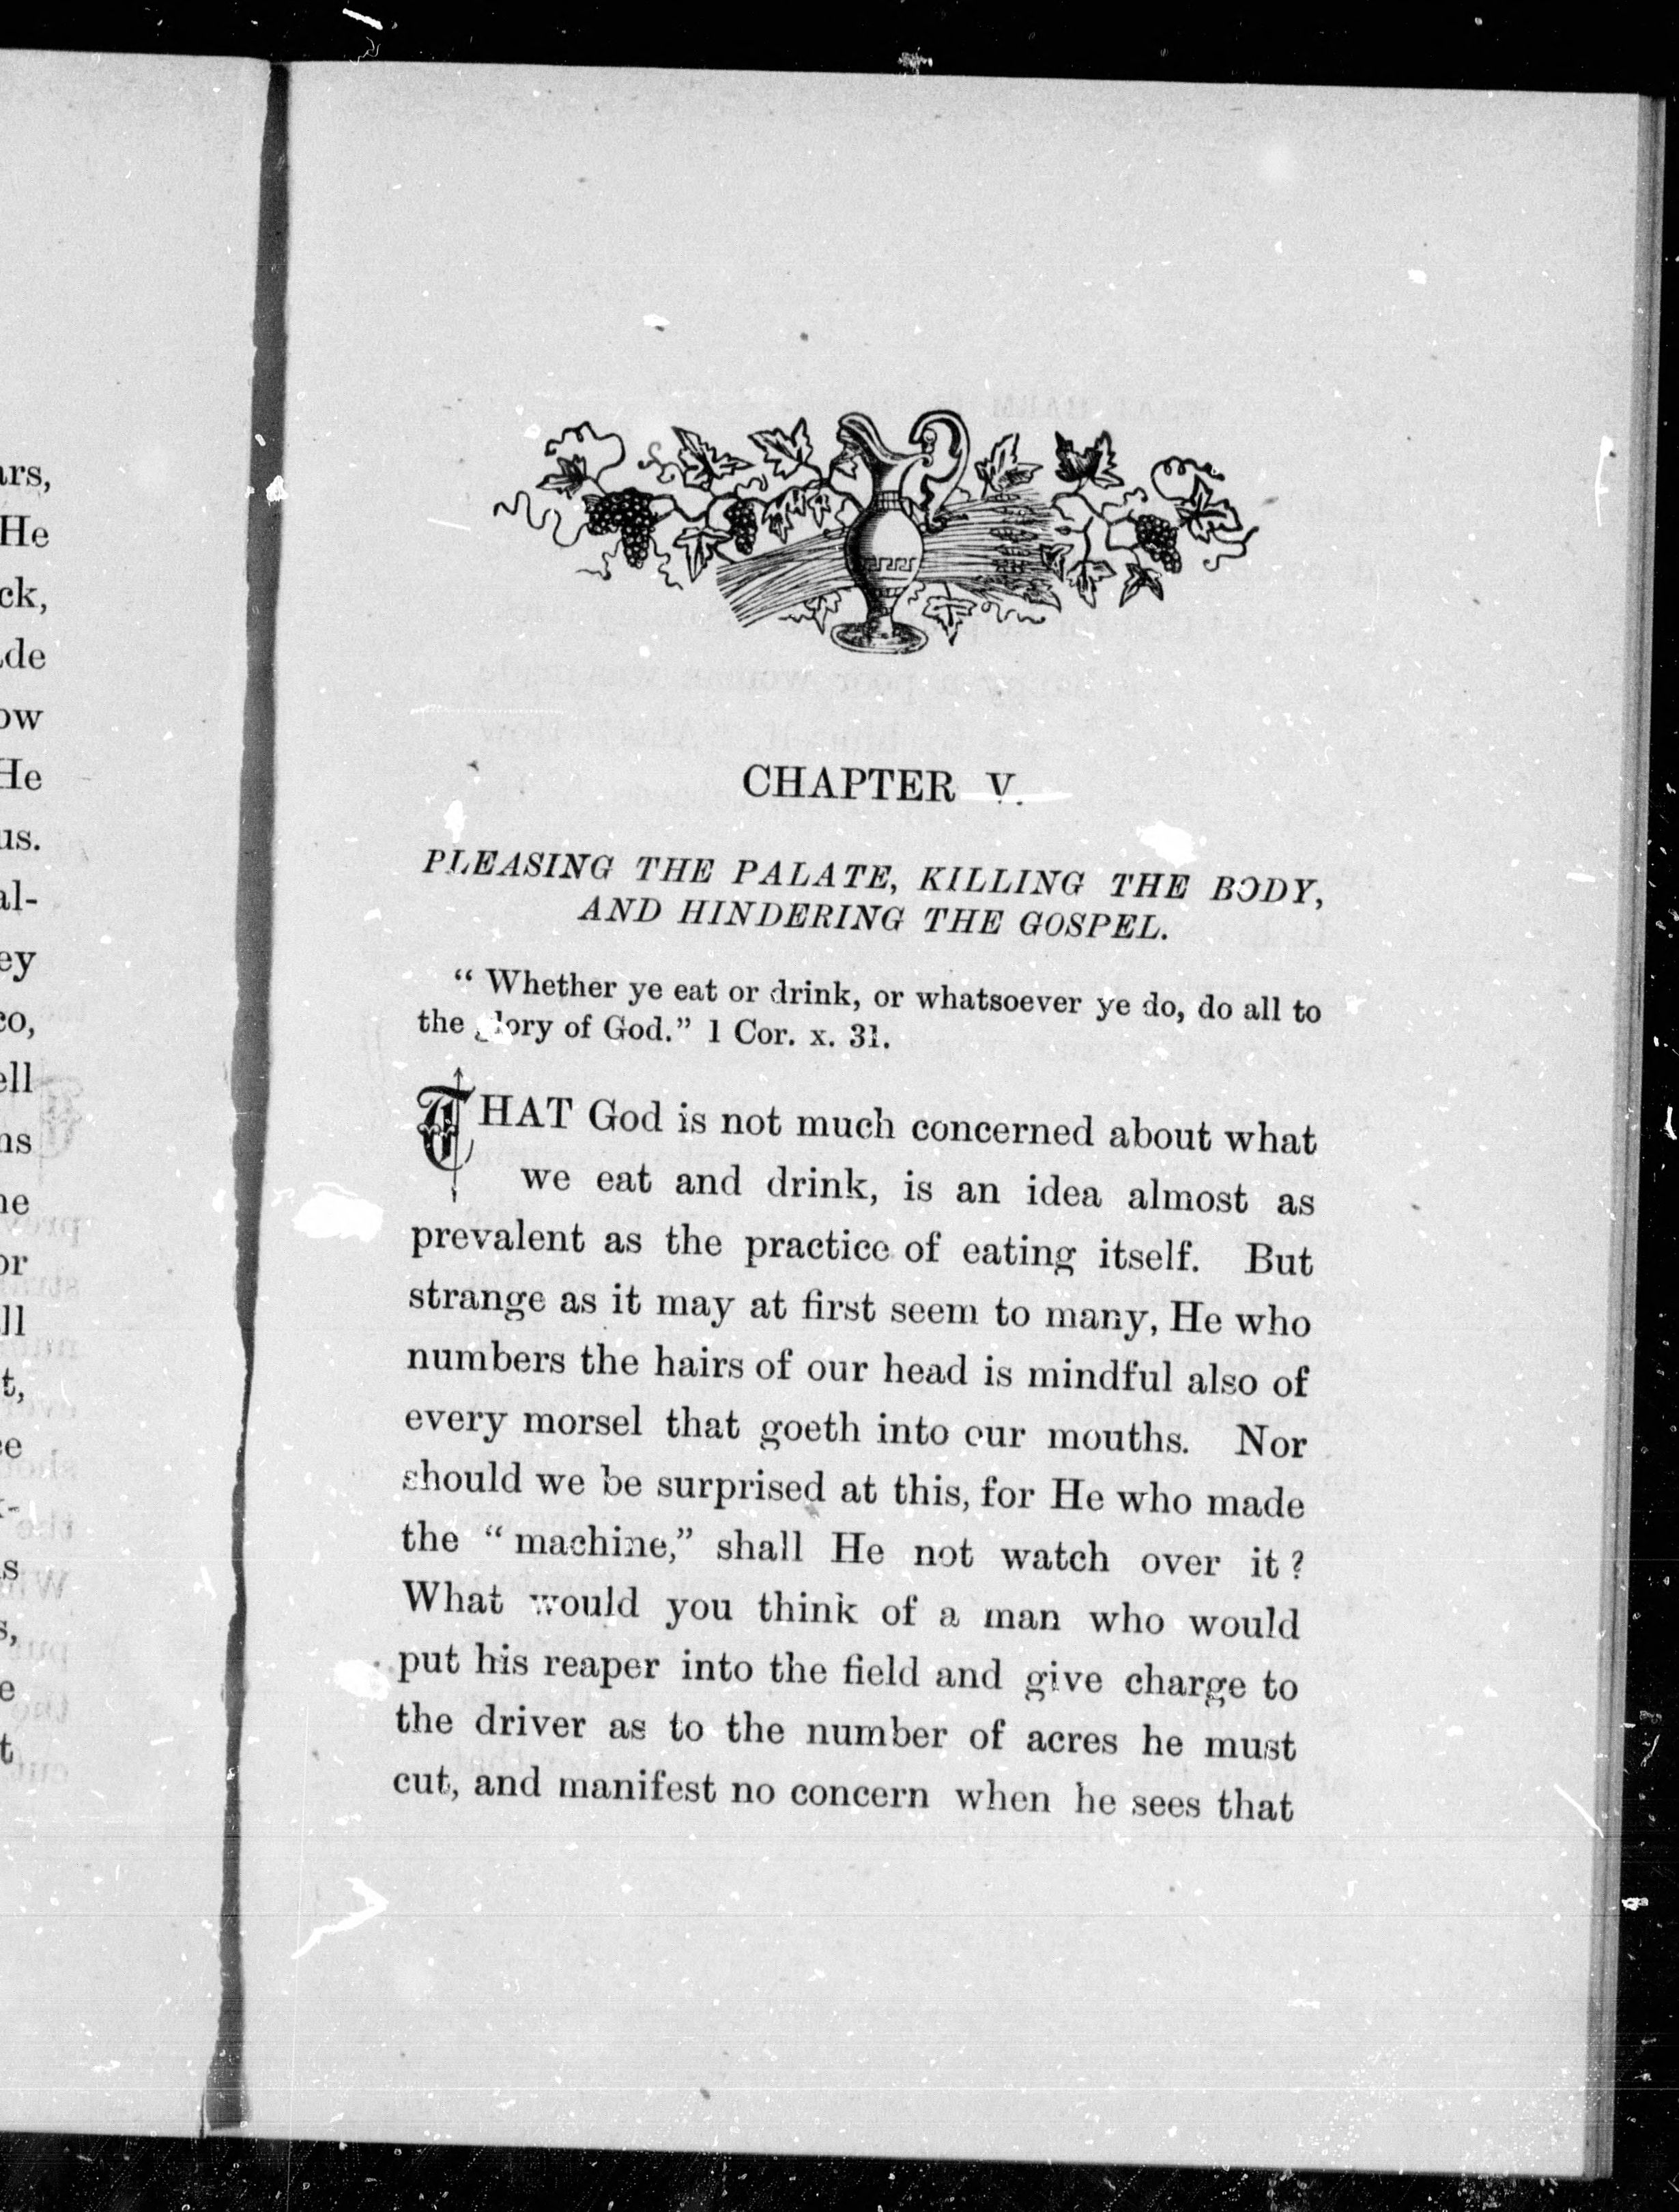 CHAPTER V.
PLEASING THE PALATE, KILLING THE BODY,
AND HINDERING THE GOSPEL.
“ Whether ye eat or drink, or whatsoever ye do, do all to
the glory of God.” 1 Cor. x. 31.
THAT God is not much concerned about what
we eat and drink, is an idea almost as
prevalent as the practice of eating itself. But
strange as it may at first seem to many, He who
numbers the hairs of our head is mindful also of
every morsel that goeth into our mouths. Nor
should we be surprised at this, for He who made
the “ machine,” shall He not watch over it ?
What would you think of a man who would
put his reaper into the field and give charge to
the driver as to the number of acres he must
cut, and manifest no concern when he sees that